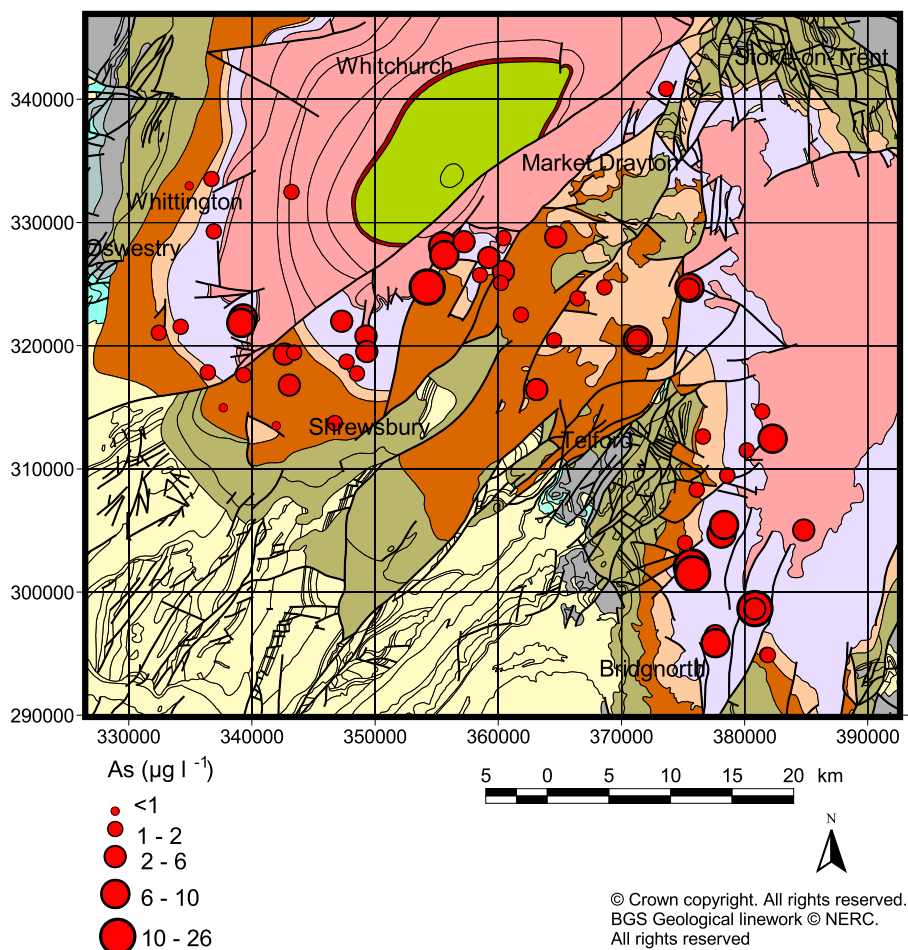 Whitchurch
Stoke-on-Trent
340000
Market Drayton
Whittington
330000
Oswestry
320000
Shrewsbury
Telford
310000
300000
Bridgnorth
290000
330000 340000 350000 360000 370000 380000 390000
As (µg l -1)
<1
1 - 2
2 - 6
6 - 10
10 - 26
5 0 5 10 15 20 km
N
© Crown copyright. All rights reserved.
BGS Geological linework © NERC.
All rights reserved